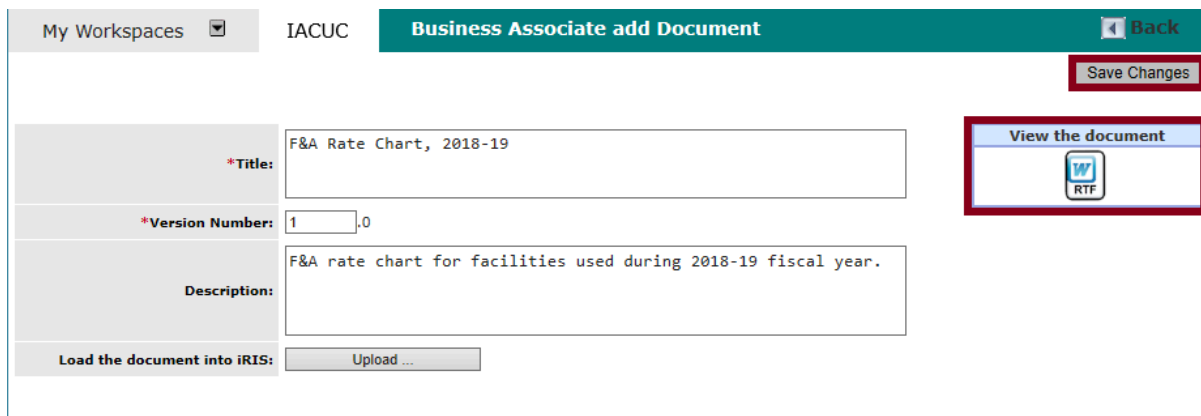 My Workspaces IACUC Business Associate add Document Back
Save Changes
*Title: F&A Rate Chart, 2018-19
View the document
W
RTF
*Version Number: 1 .0
Description: F&A rate chart for facilities used during 2018-19 fiscal year.
Load the document into iRIS: Upload ...